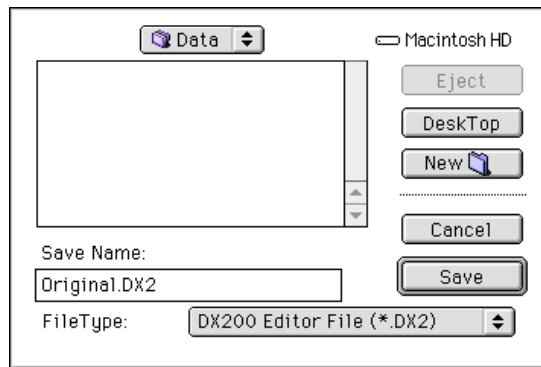 Data
Macintosh HD
Eject
DeskTop
New
Cancel
Save Name:
Original.DX2
Save
FileType:
DX200 Editor File (*.DX2)